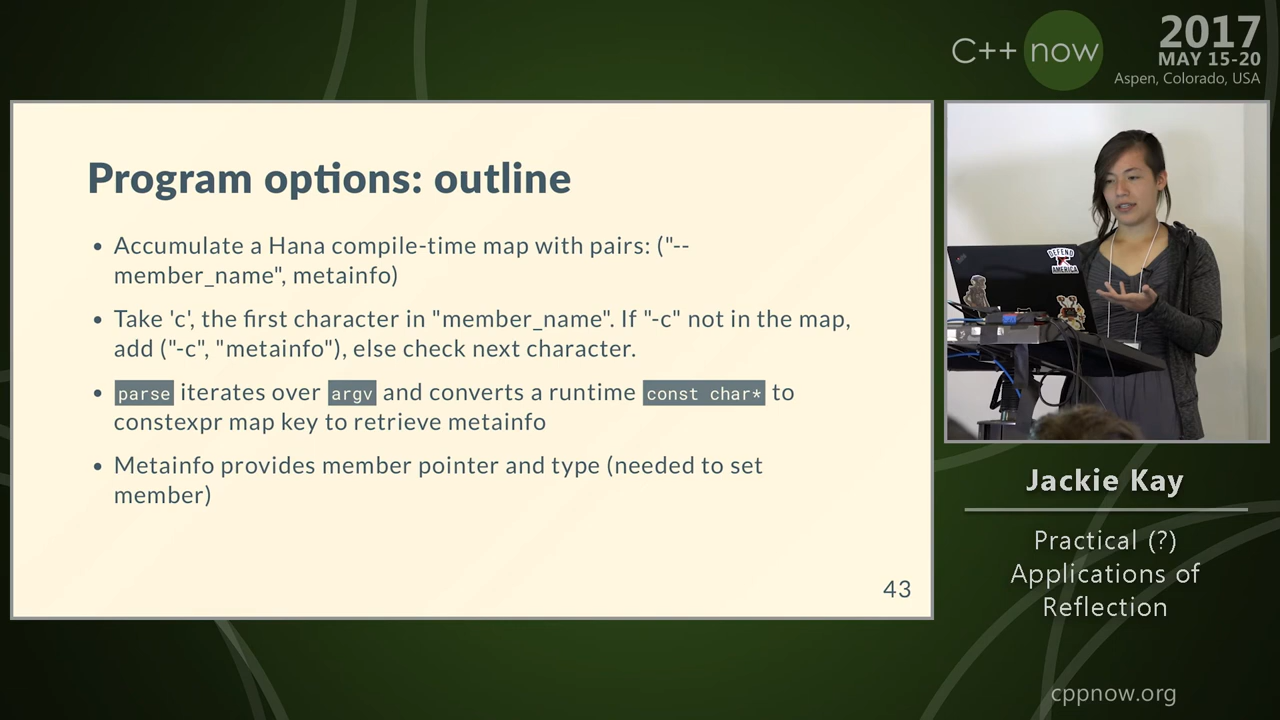 C++ now
2017
MAY 15-20
Aspen, Colorado, USA
Program options: outline
• Accumulate a Hana compile-time map with pairs: ("--
member_name", metainfo)
• Take 'c', the first character in "member_name". If "-c" not in the map,
add ("-c", "metainfo"), else check next character.
• parse iterates over argv and converts a runtime const char* to
constexpr map key to retrieve metainfo
• Metainfo provides member pointer and type (needed to set
member)
43
DEFEND
AMERICA
Jackie Kay
Practical (?)
Applications of
Reflection
cppnow.org